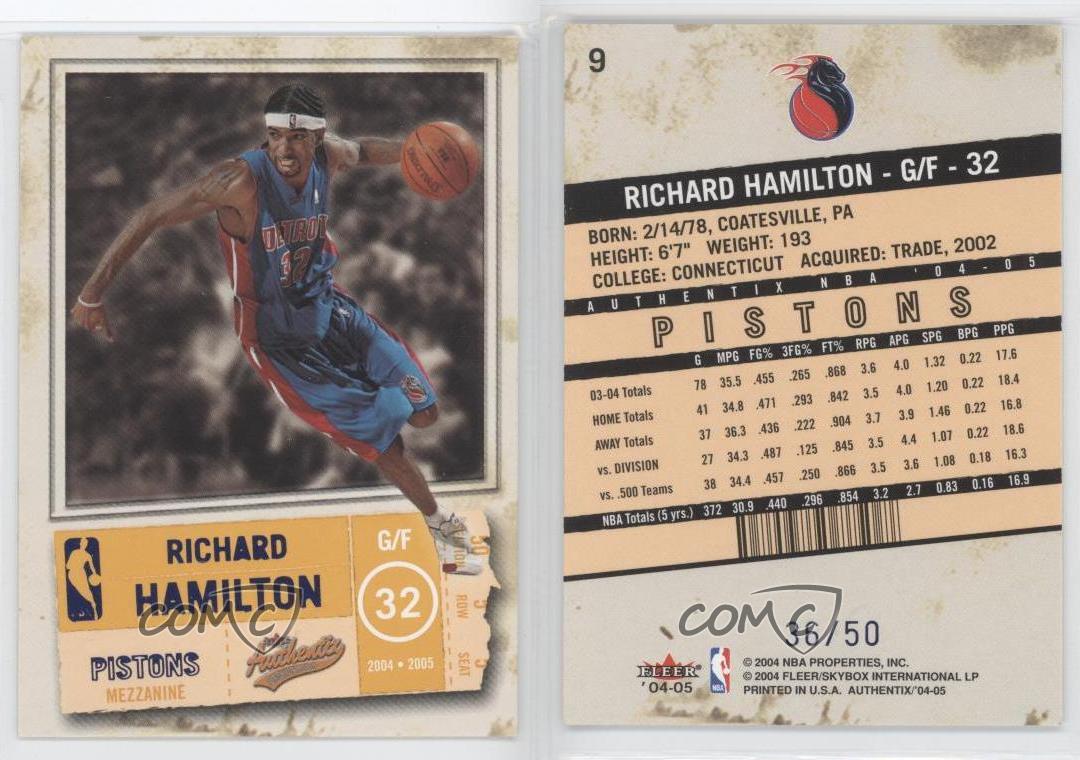 DETROIT
32
SPALDING
RICHARD
HAMILTON
G/F
32
2004 • 2005
PISTONS
MEZZANINE
Authentix
50
ROW
5
SEAT
5
COMC
9
RICHARD HAMILTON - G/F - 32
BORN: 2/14/78, COATESVILLE, PA
HEIGHT: 6'7" WEIGHT: 193
COLLEGE: CONNECTICUT ACQUIRED: TRADE, 2002
AUTHENTIX NBA '04-05
PISTONS
G MPG FG% 3FG% FT% RPG APG SPG BPG PPG
03-04 Totals 78 35.5 .455 .265 .868 3.6 4.0 1.32 0.22 17.6
HOME Totals 41 34.8 .471 .293 .842 3.5 4.0 1.20 0.22 18.4
AWAY Totals 37 36.3 .436 .222 .904 3.7 3.9 1.46 0.22 16.8
vs. DIVISION 27 34.3 .487 .125 .845 3.5 4.4 1.07 0.22 18.6
vs. .500 Teams 38 34.4 .457 .250 .866 3.5 3.6 1.08 0.18 16.3
NBA Totals (5 yrs.) 372 30.9 .440 .296 .854 3.2 2.7 0.83 0.16 16.9
COMC
36/50
FLEER
'04-05
NBA
© 2004 NBA PROPERTIES, INC.
© 2004 FLEER/SKYBOX INTERNATIONAL LP
PRINTED IN U.S.A. AUTHENTIX/'04-05